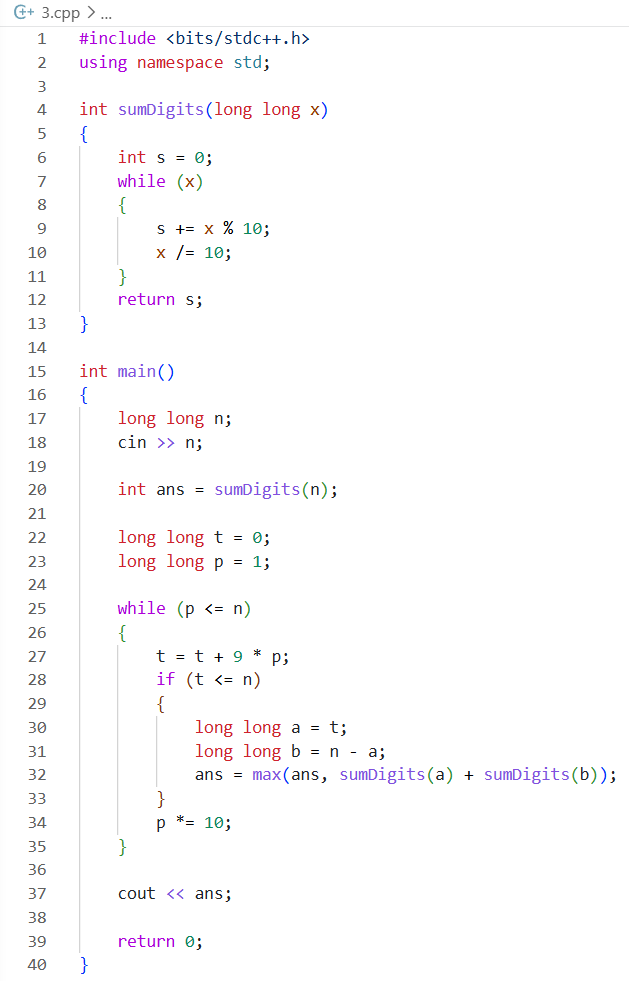 3.cpp > ...
1 #include <bits/stdc++.h>
2 using namespace std;
3
4 int sumDigits(long long x)
5 {
6     int s = 0;
7     while (x)
8     {
9         s += x % 10;
10         x /= 10;
11     }
12     return s;
13 }
14
15 int main()
16 {
17     long long n;
18     cin >> n;
19
20     int ans = sumDigits(n);
21
22     long long t = 0;
23     long long p = 1;
24
25     while (p <= n)
26     {
27         t = t + 9 * p;
28         if (t <= n)
29         {
30             long long a = t;
31             long long b = n - a;
32             ans = max(ans, sumDigits(a) + sumDigits(b));
33         }
34         p *= 10;
35     }
36
37     cout << ans;
38
39     return 0;
40 }